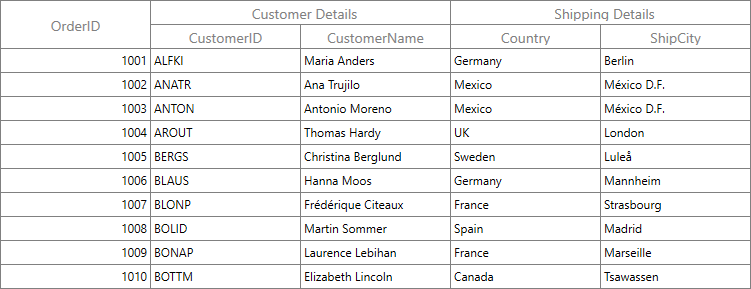 OrderID Customer Details Shipping Details
CustomerID CustomerName Country ShipCity
1001 ALFKI Maria Anders Germany Berlin
1002 ANATR Ana Trujilo Mexico México D.F.
1003 ANTON Antonio Moreno Mexico México D.F.
1004 AROUT Thomas Hardy UK London
1005 BERGS Christina Berglund Sweden Luleå
1006 BLAUS Hanna Moos Germany Mannheim
1007 BLONP Frédérique Citeaux France Strasbourg
1008 BOLID Martin Sommer Spain Madrid
1009 BONAP Laurence Lebihan France Marseille
1010 BOTTM Elizabeth Lincoln Canada Tsawassen